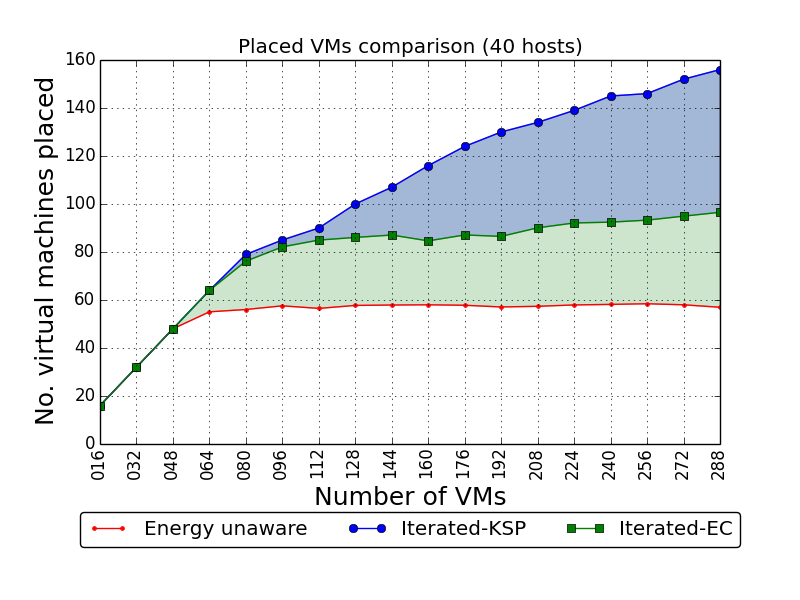 Placed VMs comparison (40 hosts)
160
140
120
100
80
60
40
20
0
No. virtual machines placed
016 032 048 064 080 096 112 128 144 160 176 192 208 224 240 256 272 288
Number of VMs
Energy unaware Iterated-KSP Iterated-EC